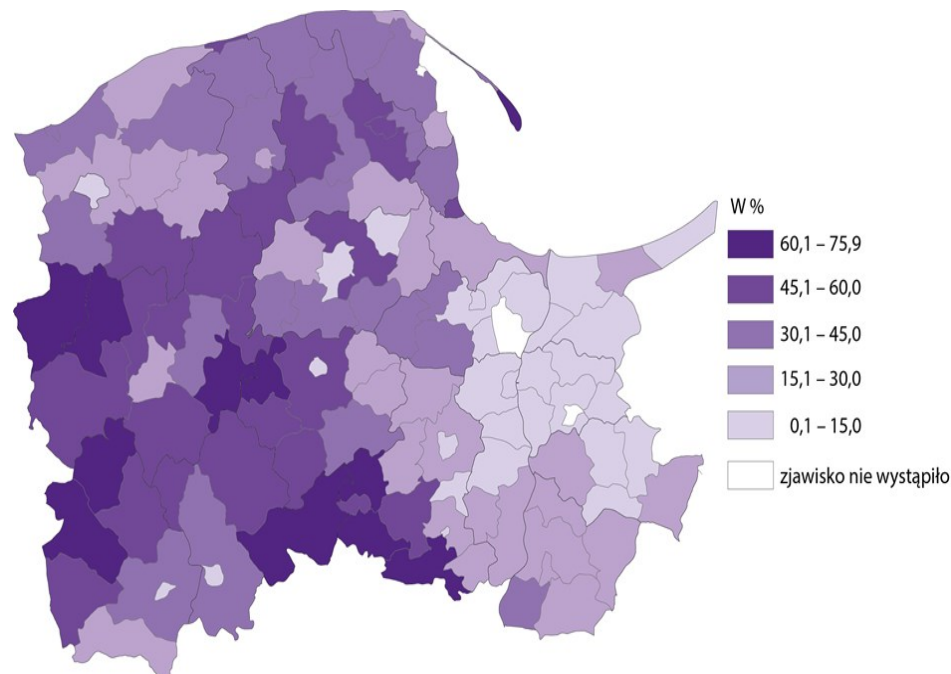 W %
60,1 – 75,9
45,1 – 60,0
30,1 – 45,0
15,1 – 30,0
0,1 – 15,0
zjawisko nie wystąpiło